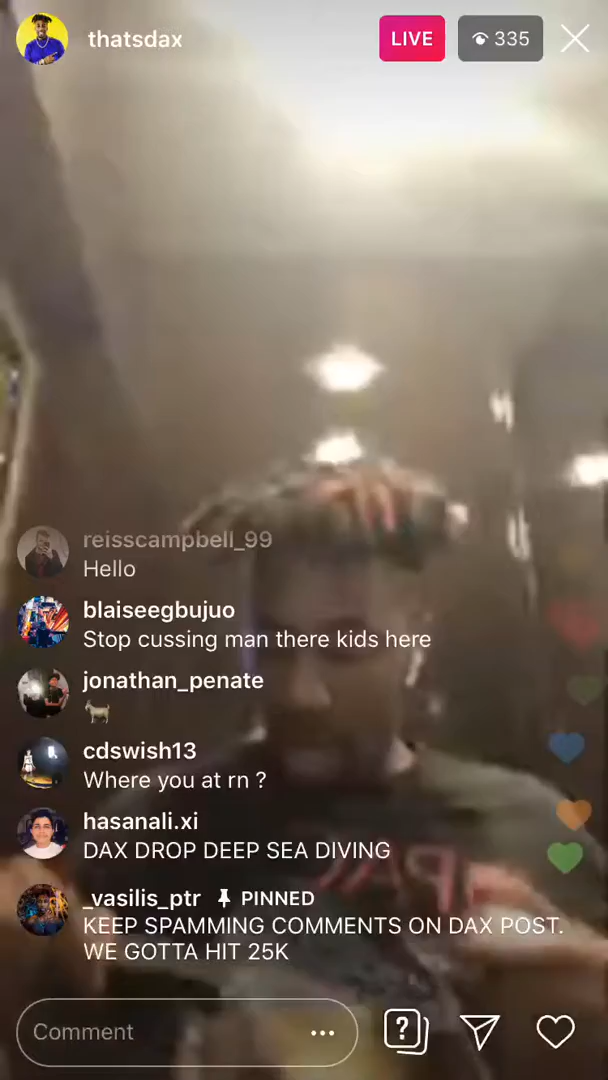 thatsdax
LIVE
335
reisscampbell_99
Hello
blaiseegbujuo
Stop cussing man there kids here
jonathan_penate
🐐
cdswish13
Where you at rn ?
hasanali.xi
DAX DROP DEEP SEA DIVING
_vasilis_ptr PINNED
KEEP SPAMMING COMMENTS ON DAX POST.
WE GOTTA HIT 25K
Comment